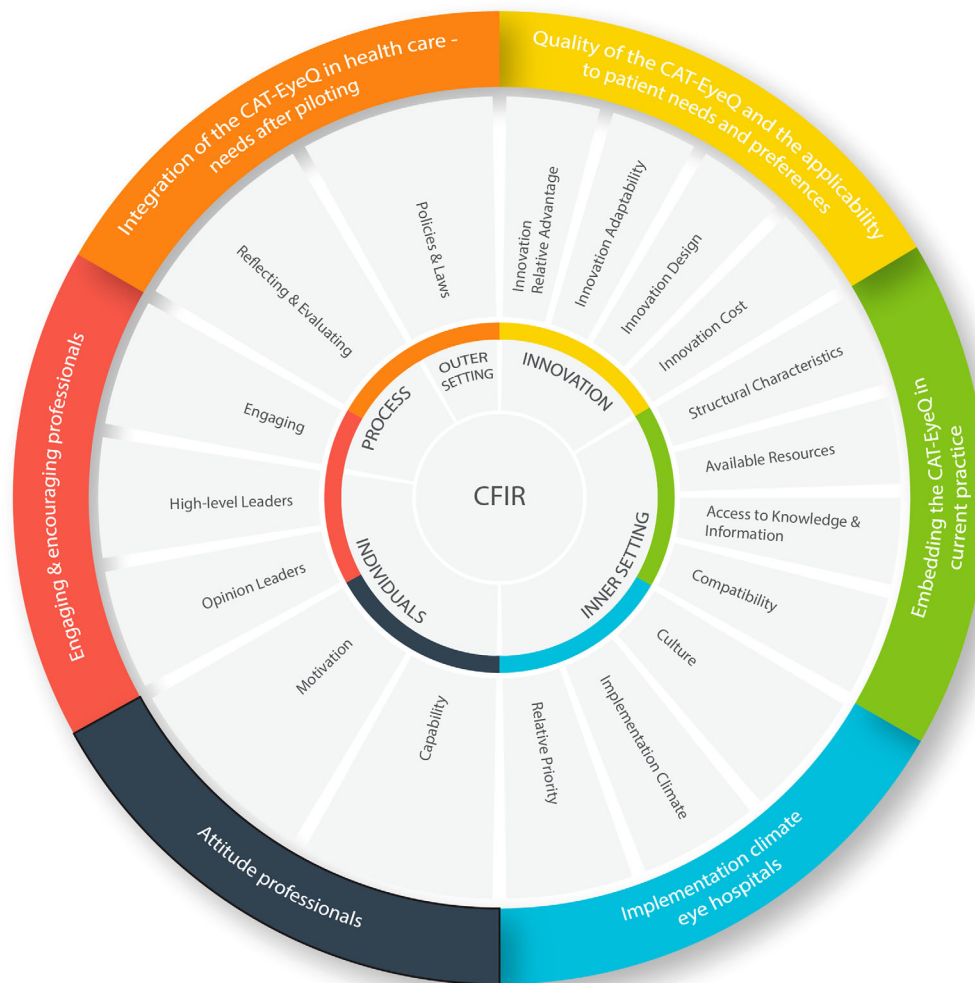 Integration of the CAT-EyeQ in health care -
needs after piloting
Quality of the CAT-EyeQ and the applicability
to patient needs and preferences
Embedding the CAT-EyeQ in
current practice
Implementation climate
eye hospitals
Attitude professionals
Engaging & encouraging professionals
Policies & Laws
Innovation
Relative Advantage
Innovation Adaptability
Innovation Design
Innovation Cost
Structural Characteristics
Available Resources
Access to Knowledge &
Information
Compatibility
Culture
Implementation Climate
Relative Priority
Capability
Motivation
Opinion Leaders
High-level Leaders
Engaging
Reflecting & Evaluating
OUTER
SETTING
INNOVATION
INNER SETTING
INDIVIDUALS
PROCESS
CFIR